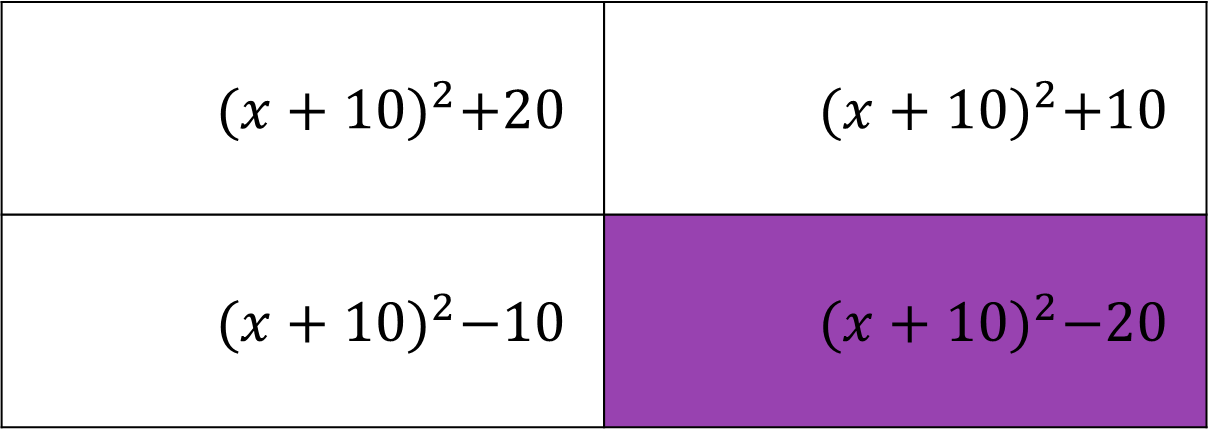 (x + 10)²+20
(x + 10)²+10
(x + 10)²−10
(x + 10)²−20